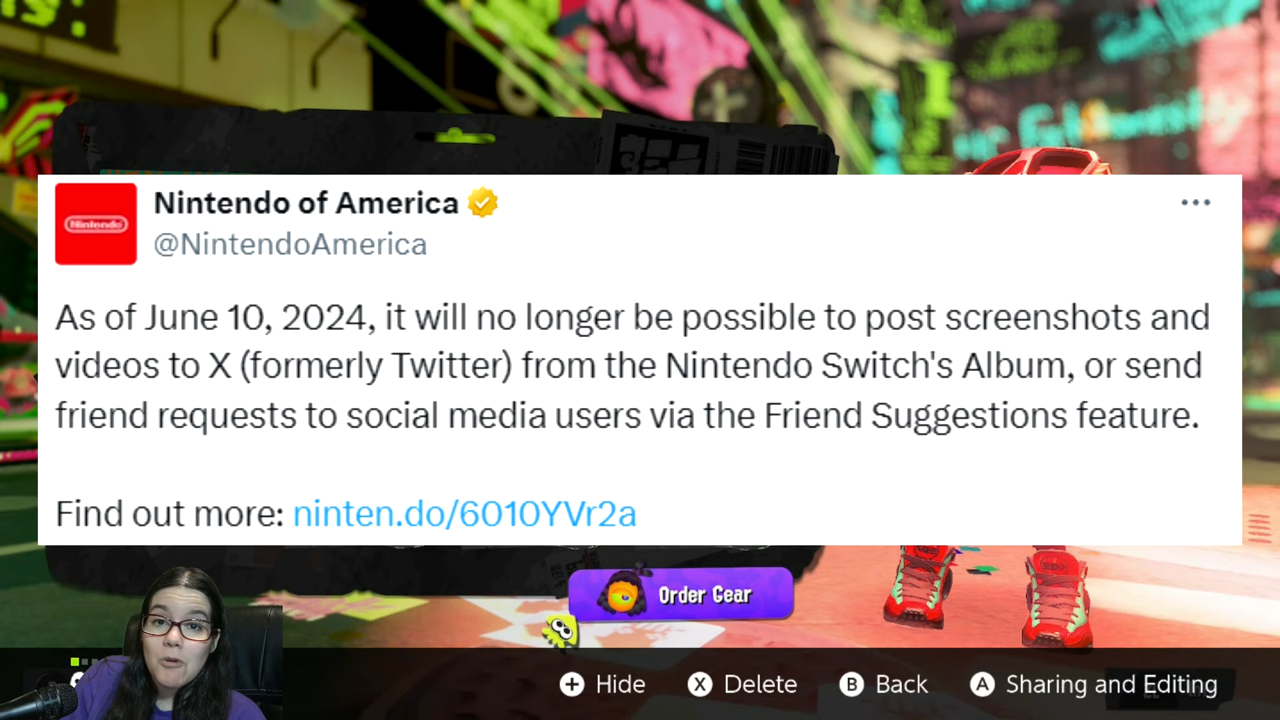 Nintendo of America
@NintendoAmerica
Nintendo
As of June 10, 2024, it will no longer be possible to post screenshots and
videos to X (formerly Twitter) from the Nintendo Switch's Album, or send
friend requests to social media users via the Friend Suggestions feature.
Find out more: ninten.do/6010YVr2a
Order Gear
+ Hide
X Delete
B Back
A Sharing and Editing